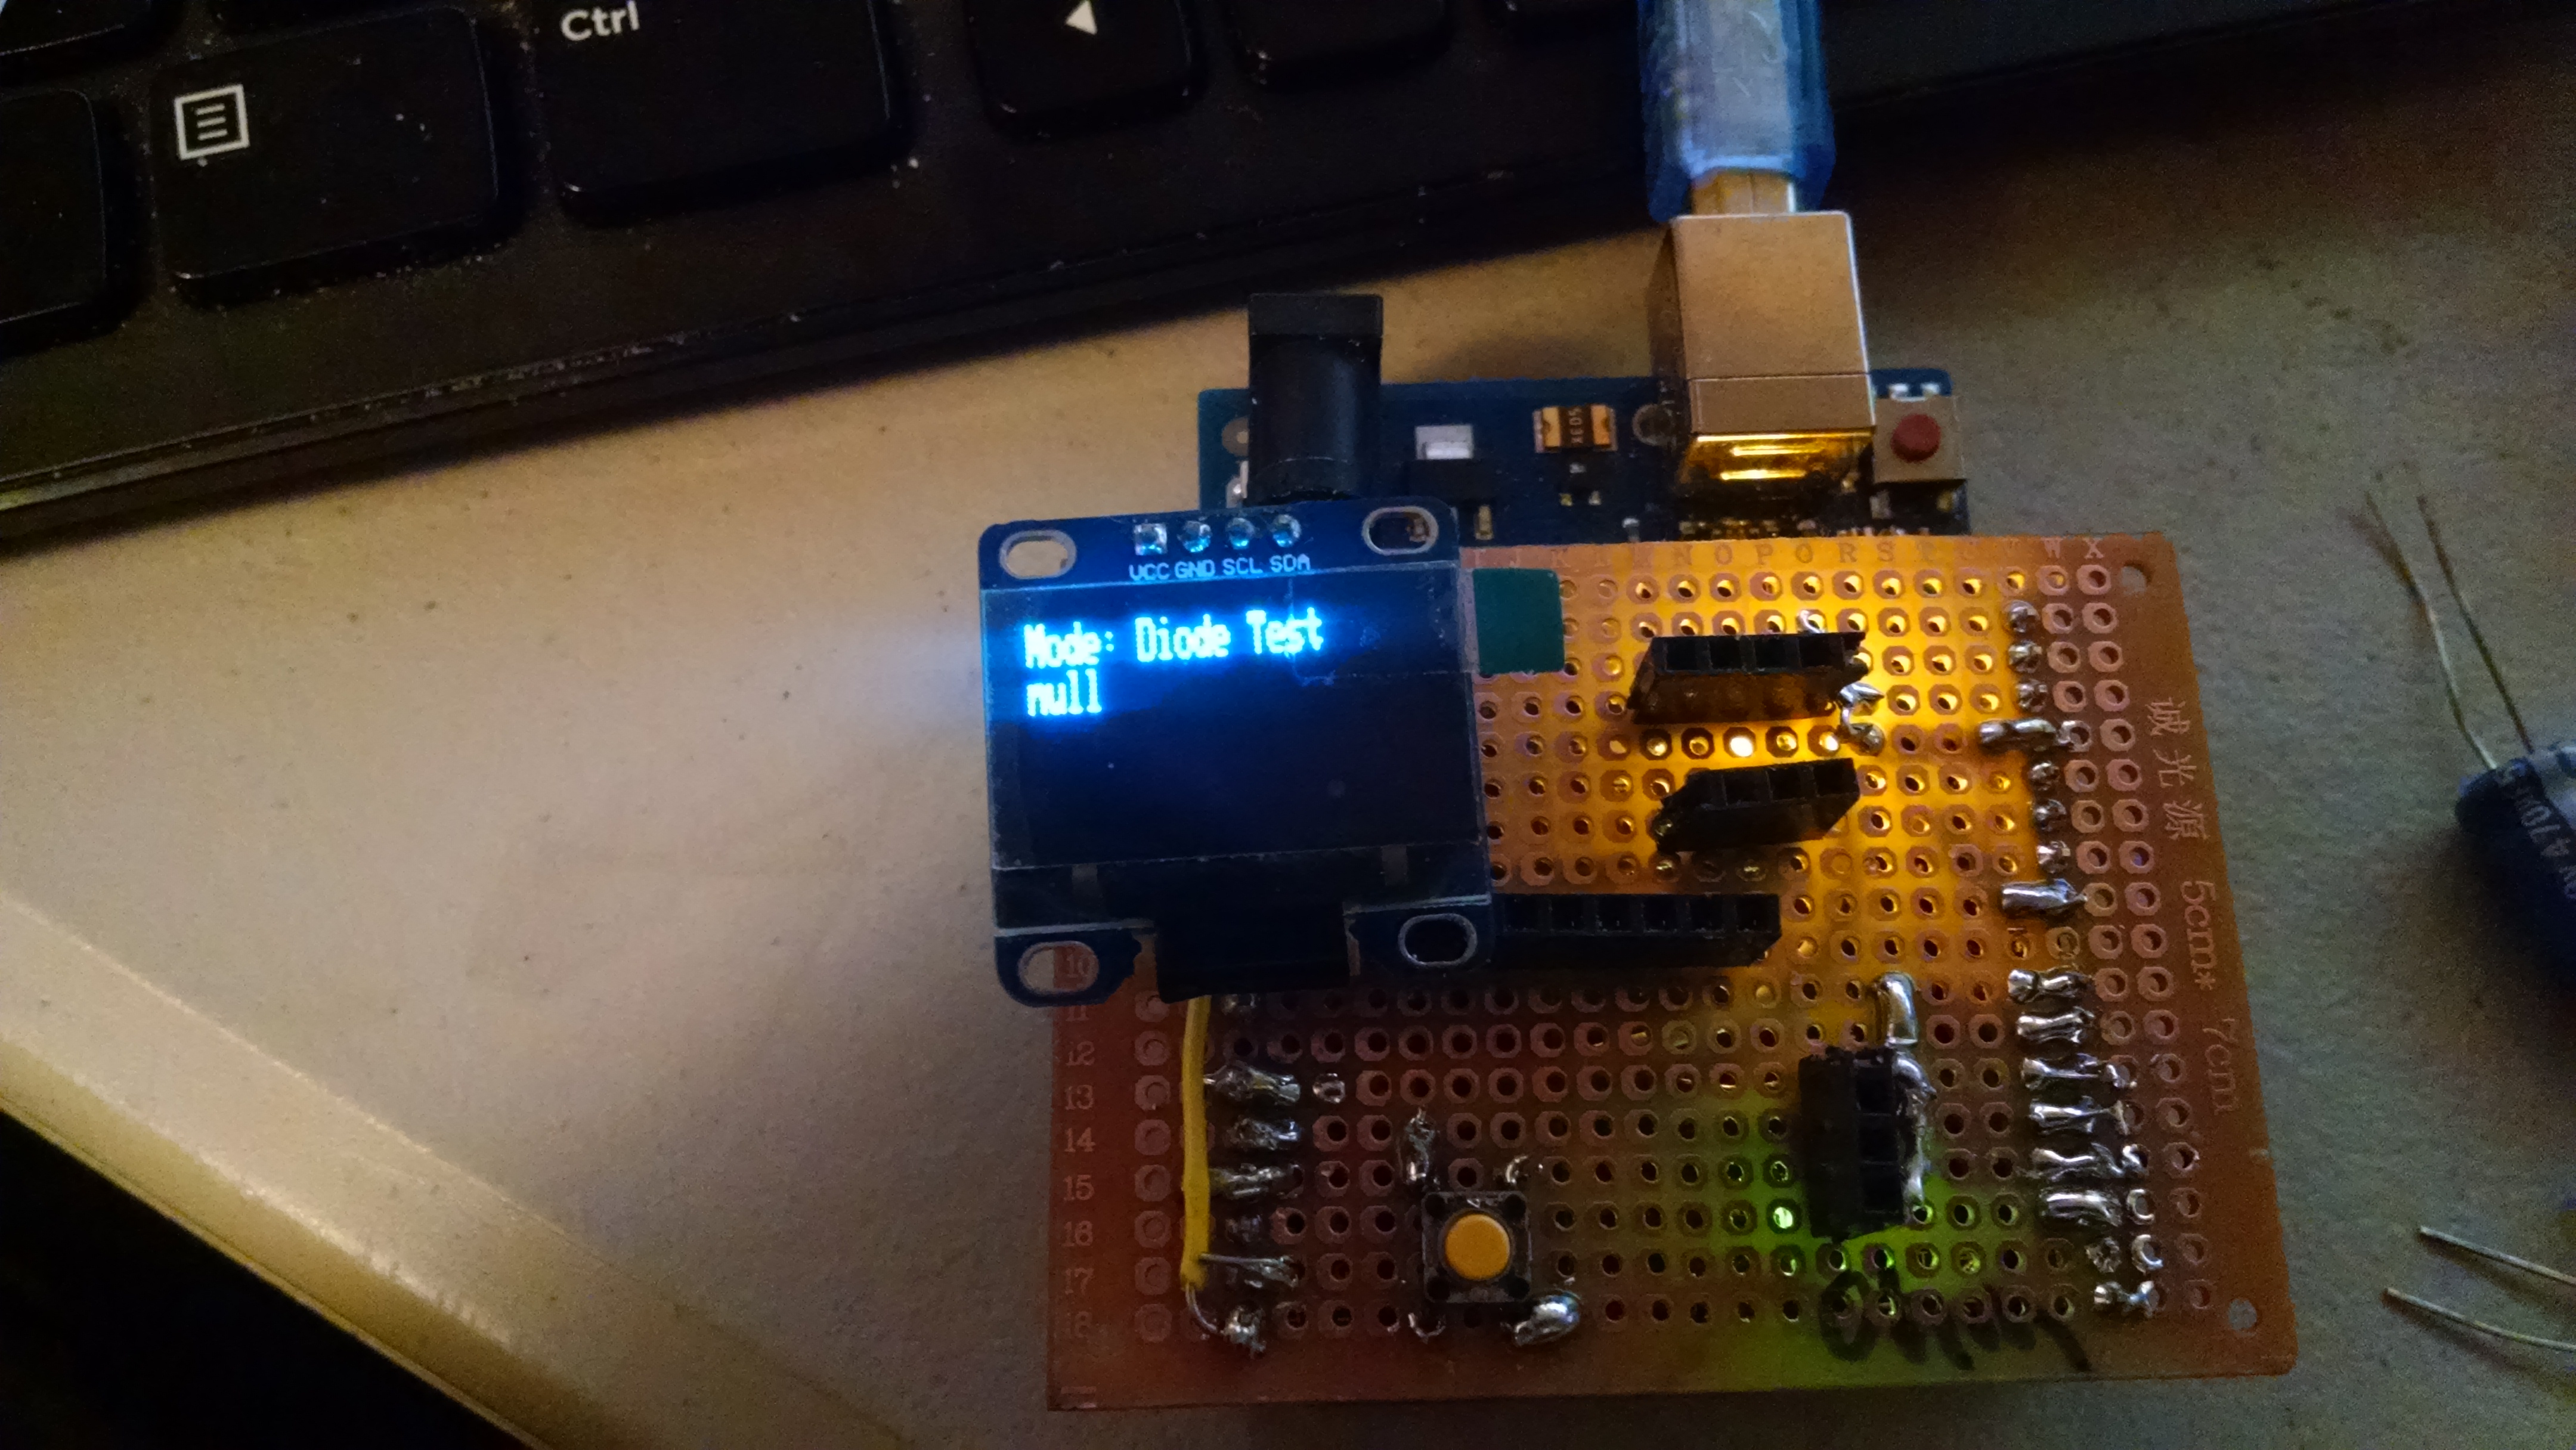 Ctrl
VCC GND SCL SDA
Mode: Diode Test
null
N O P Q R S T
W X
诚光源 5cm* 7cm
10
11
12
13
14
15
16
17
18